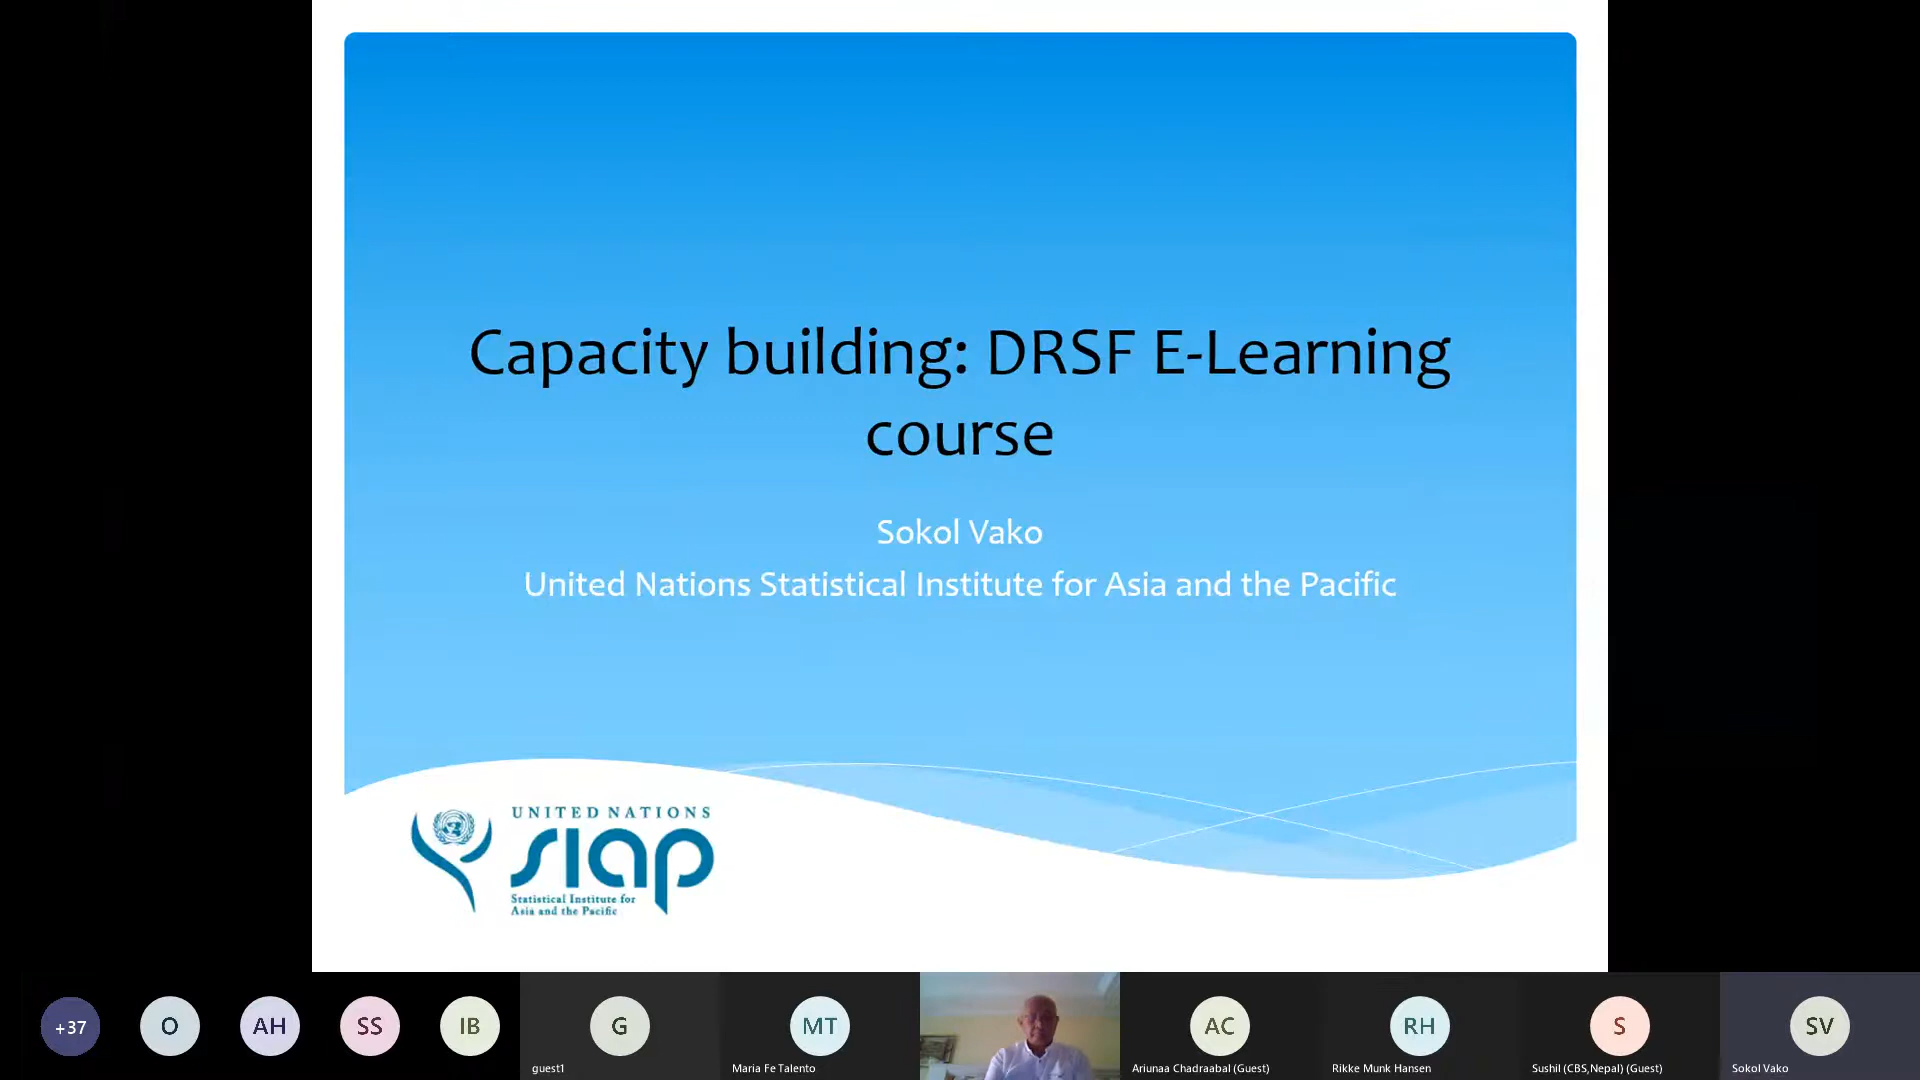 Capacity building: DRSF E-Learning
course
Sokol Vako
United Nations Statistical Institute for Asia and the Pacific
UNITED NATIONS
SIAP
Statistical Institute for
Asia and the Pacific
+37
O
AH
SS
IB
G
MT
AC
RH
S
SV
guest1
Maria Fe Talento
Ariunaa Chadraabal (Guest)
Rikke Munk Hansen
Sushil (CBS,Nepal) (Guest)
Sokol Vako